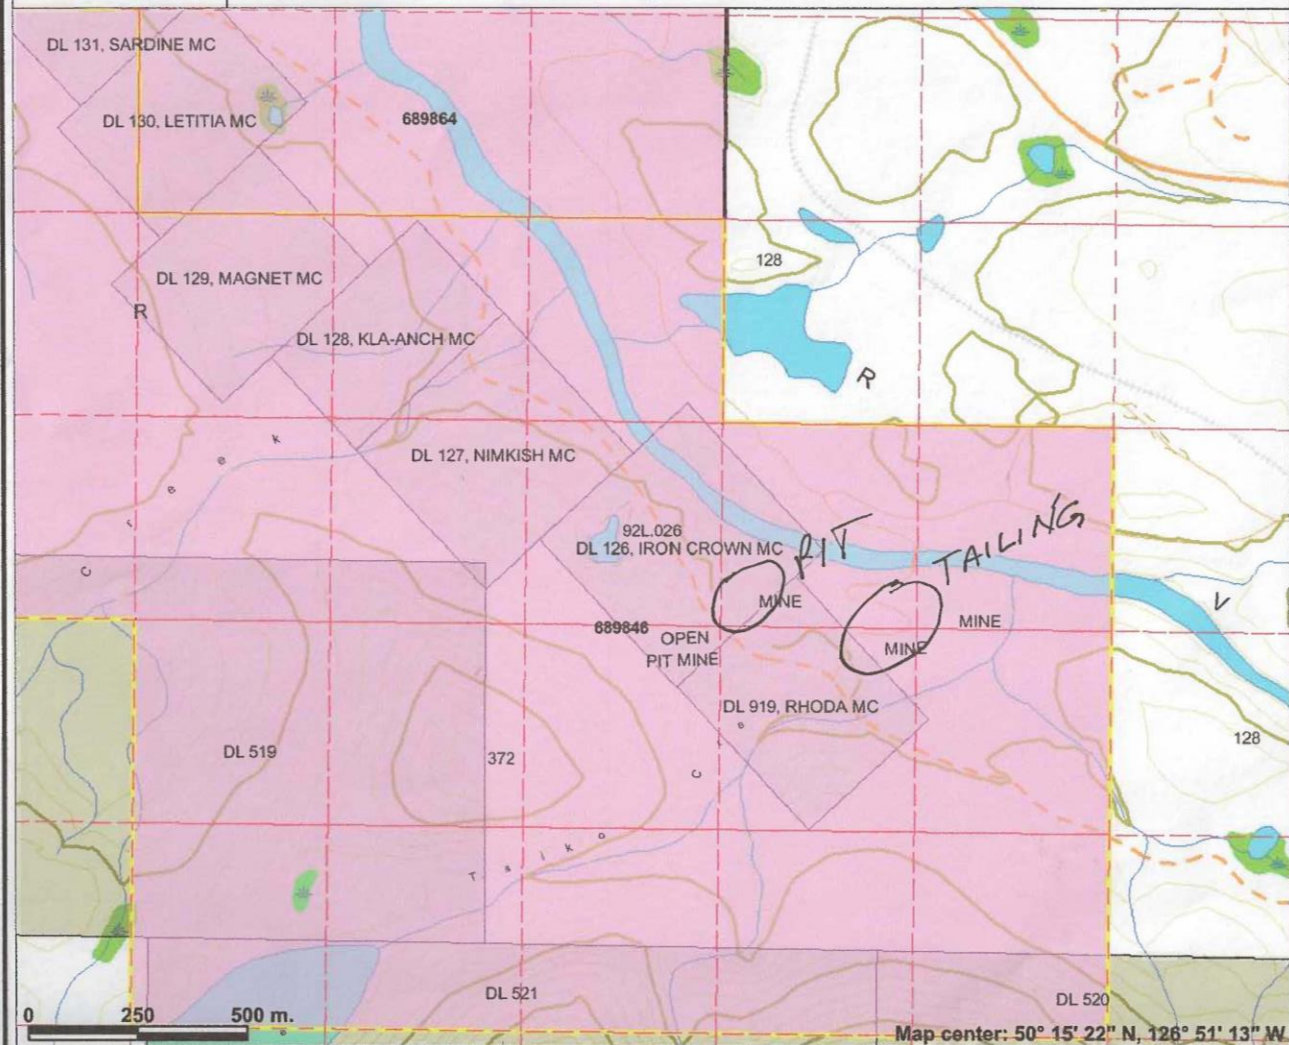 DL 131, SARDINE MC
DL 130, LETITIA MC
689864
DL 129, MAGNET MC
R
DL 128, KLA-ANCH MC
128
R
DL 127, NIMKISH MC
C r e e k
92L.026
DL 126, IRON CROWN MC
PIT
TAILING
MINE
MINE
MINE
689846
OPEN
PIT MINE
V
DL 919, RHODA MC
DL 519
372
128
T s i k o
C r e
DL 521
DL 520
0 250 500 m.
Map center: 50° 15' 22" N, 126° 51' 13" W